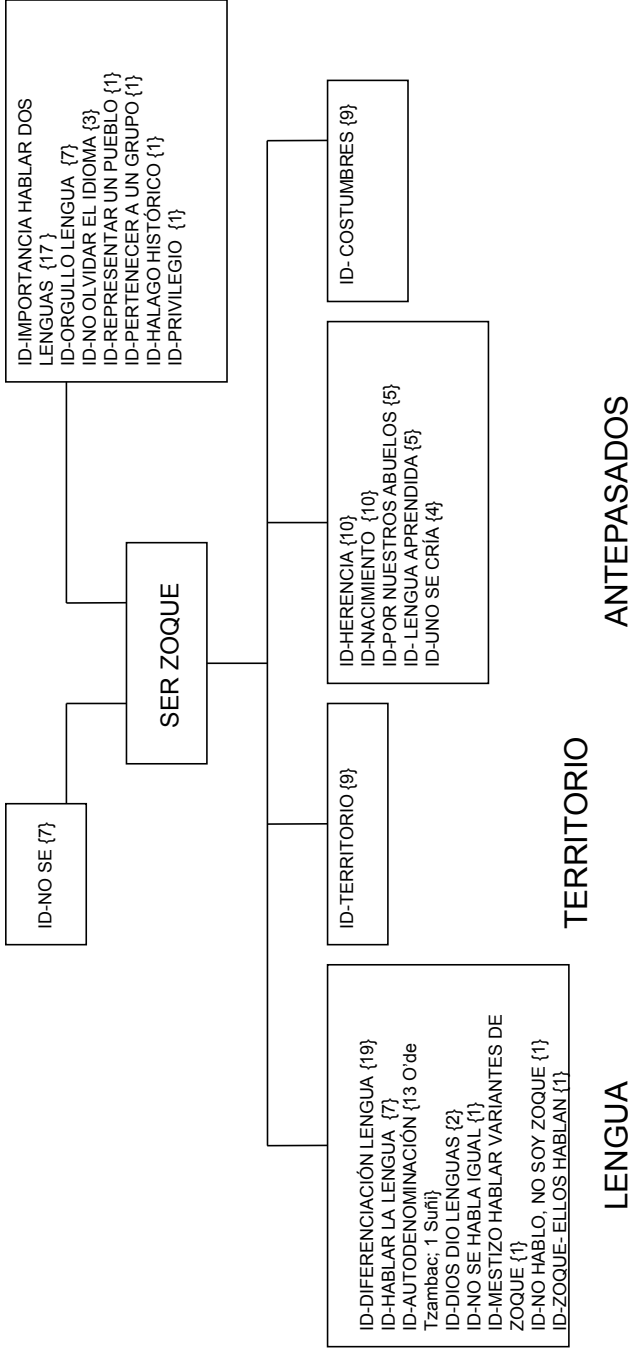 ID-NO SE {7}
ID-IMPORTANCIA HABLAR DOS
LENGUAS {17 }
ID-ORGULLO LENGUA {7}
ID-NO OLVIDAR EL IDIOMA {3}
ID-REPRESENTAR UN PUEBLO {1}
ID-PERTENECER A UN GRUPO {1}
ID-HALAGO HISTÓRICO {1}
ID-PRIVILEGIO {1}
SER ZOQUE
ID-DIFERENCIACIÓN LENGUA {19}
ID-HABLAR LA LENGUA {7}
ID-AUTODENOMINACIÓN {13 O'de
Tzambac; 1 Suñi}
ID-DIOS DIO LENGUAS {2}
ID-NO SE HABLA IGUAL {1}
ID-MESTIZO HABLAR VARIANTES DE
ZOQUE {1}
ID-NO HABLO, NO SOY ZOQUE {1}
ID-ZOQUE- ELLOS HABLAN {1}
ID-TERRITORIO {9}
ID-HERENCIA {10}
ID-NACIMIENTO {10}
ID-POR NUESTROS ABUELOS {5}
ID- LENGUA APRENDIDA {5}
ID-UNO SE CRÍA {4}
ID- COSTUMBRES {9}
LENGUA
TERRITORIO
ANTEPASADOS